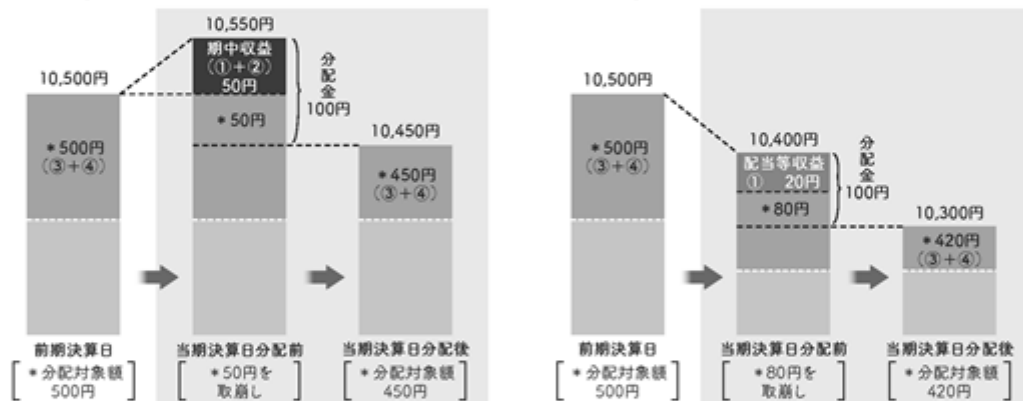 10,550円
期中収益
(①+②)
50円
分配金
100円
10,500円
*50円
*500円
(③+④)
10,450円
*450円
(③+④)
前期決算日
*分配対象額
500円
当期決算日分配前
*50円を
取崩し
当期決算日分配後
*分配対象額
450円
10,500円
*500円
(③+④)
10,400円
配当等収益
① 20円
*80円
分配金
100円
10,300円
*420円
(③+④)
前期決算日
*分配対象額
500円
当期決算日分配前
*80円を
取崩し
当期決算日分配後
*分配対象額
420円